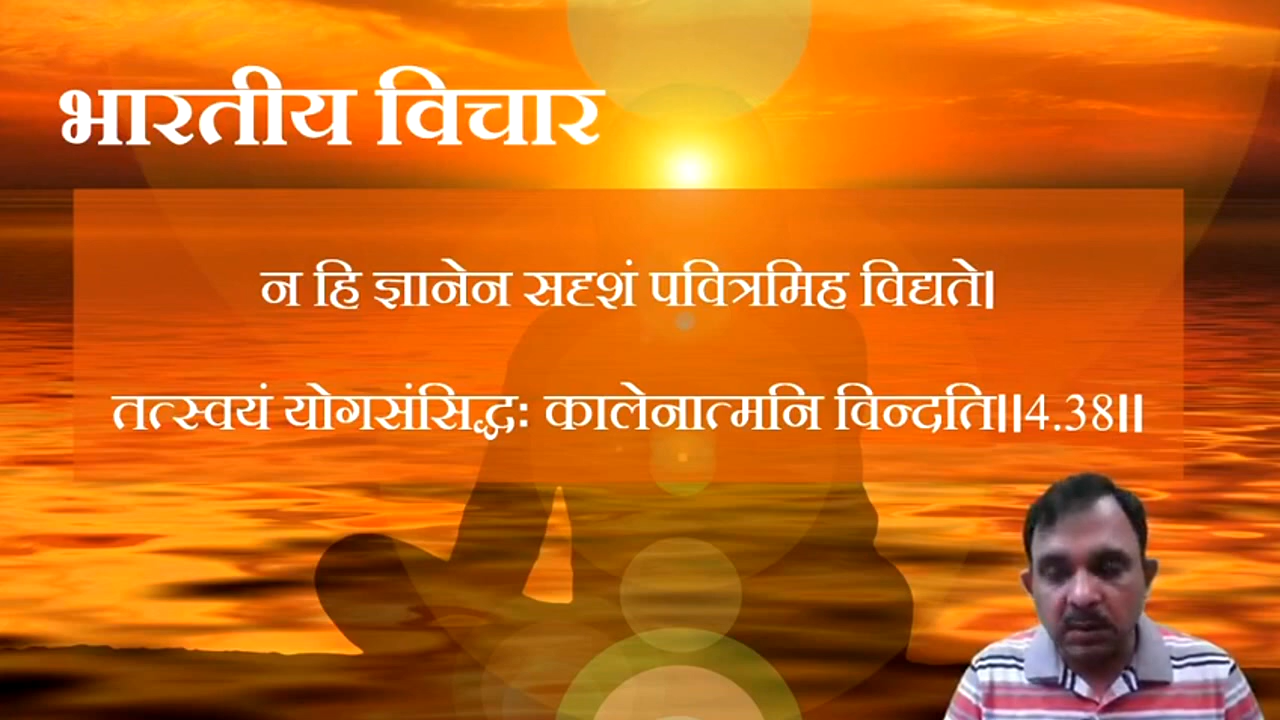 भारतीय विचार
न हि ज्ञानेन सदृशं पवित्रमिह विद्यते।
तत्स्वयं योगसंसिद्धः कालेनात्मनि विन्दति॥4.38॥